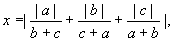 x=| |a|/(b+c) + |b|/(c+a) + |c|/(a+b) |,